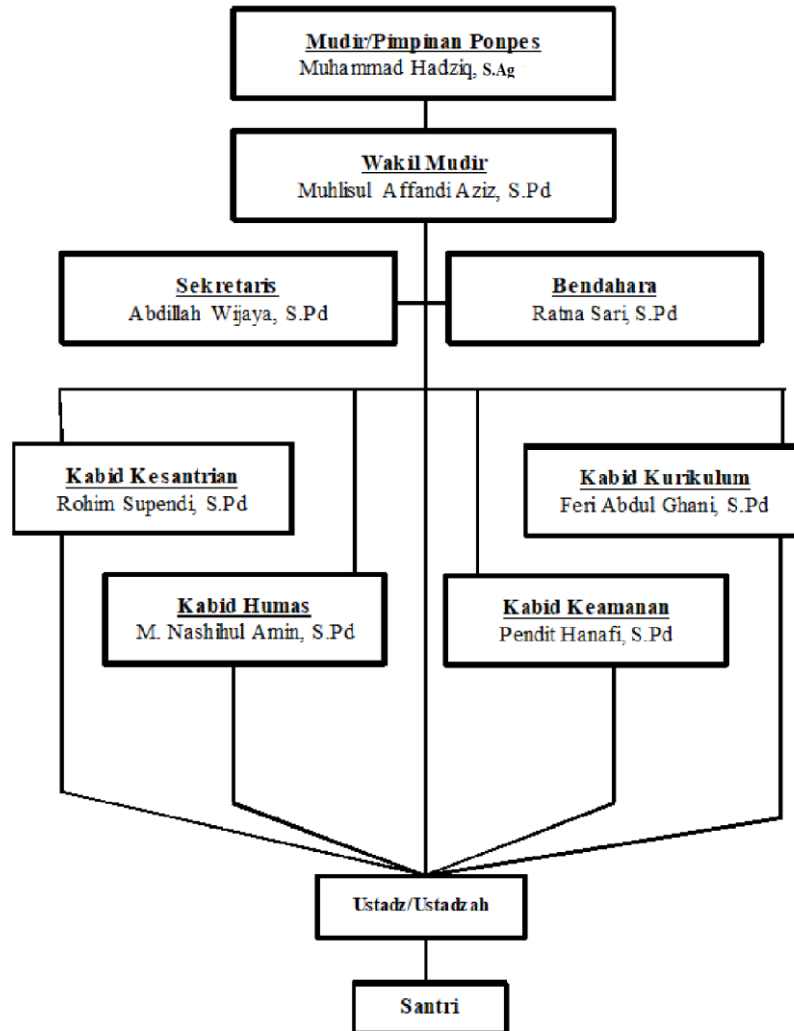 Mudir/Pimpinan Ponpes
Muhammad Hadziq, S.Ag
Wakil Mudir
Muhlisul Affandi Aziz, S.Pd
Sekretaris
Abdillah Wijaya, S.Pd
Bendahara
Ratna Sari, S.Pd
Kabid Kesantrian
Rohim Supendi, S.Pd
Kabid Kurikulum
Feri Abdul Ghani, S.Pd
Kabid Humas
M. Nashihul Amin, S.Pd
Kabid Keamanan
Pendit Hanafi, S.Pd
Ustadz/Ustadzah
Santri